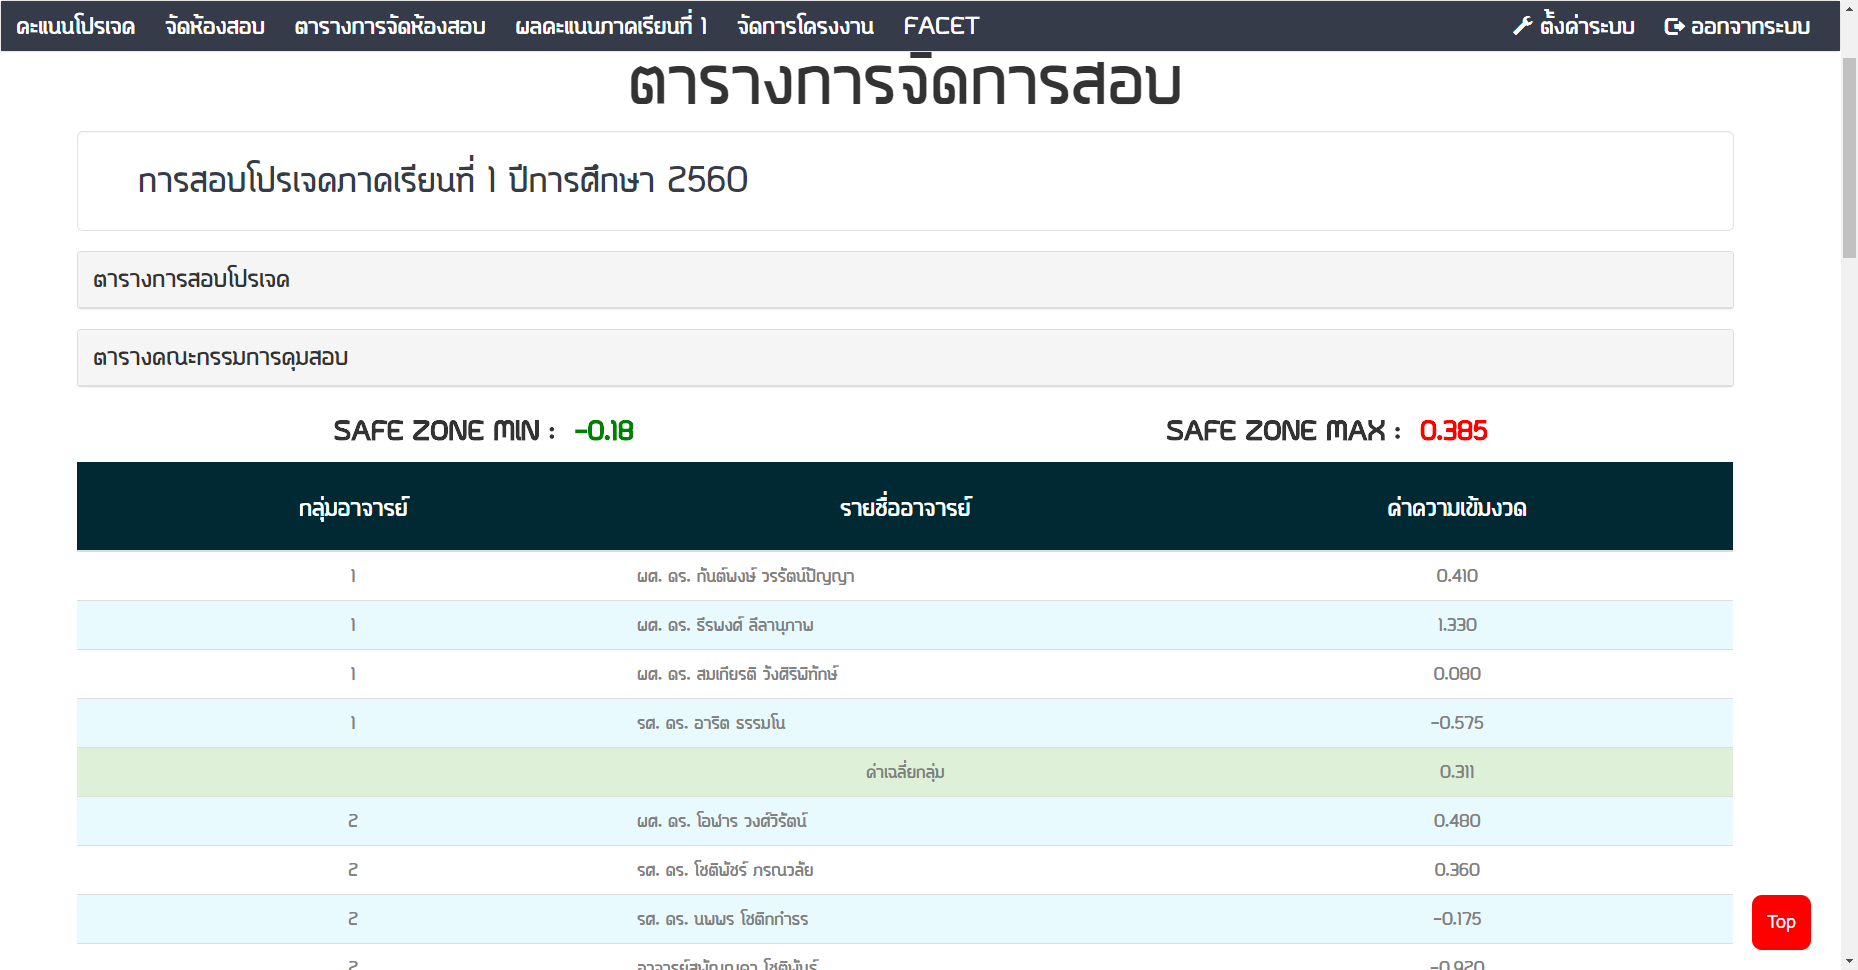 คะแนนโปรเจค จัดห้องสอบ ตารางการจัดห้องสอบ ผลคะแนนภาคเรียนที่ 1 จัดการโครงงาน FACET ตั้งค่าระบบ ออกจากระบบ
ตารางการจัดการสอบ
การสอบโปรเจคภาคเรียนที่ 1 ปีการศึกษา 2560
ตารางการสอบโปรเจค
ตารางคณะกรรมการคุมสอบ
SAFE ZONE MIN : -0.18 SAFE ZONE MAX : 0.385
กลุ่มอาจารย์ รายชื่ออาจารย์ ค่าความเข้มงวด
1 ผศ. ดร. กันต์พงษ์ วรรัตน์ปัญญา 0.410
1 ผศ. ดร. ธีรพงศ์ ลีลานุภาพ 1.330
1 ผศ. ดร. สมเกียรติ วังศิริพิทักษ์ 0.080
1 รศ. ดร. อาริต ธรรมโน -0.575
ค่าเฉลี่ยกลุ่ม 0.311
2 ผศ. ดร. โอฬาร วงศ์วิรัตน์ 0.480
2 รศ. ดร. โชติพัชร์ ภรณวลัย 0.360
2 รศ. ดร. นพพร โชติกกำธร -0.175
2 โชติพันธุ์ -0.920
Top